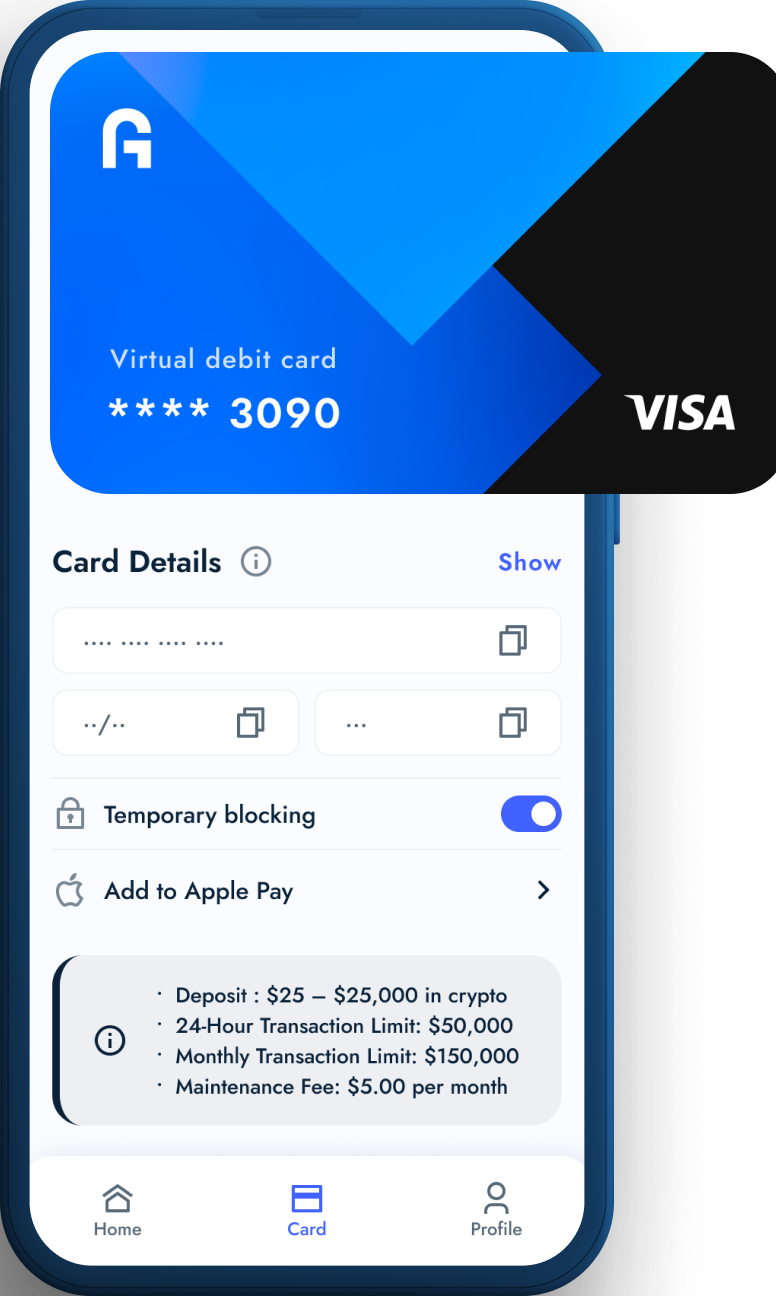 Virtual debit card
**** 3090
VISA
Card Details
Show
.... .... .... ....
../..
...
Temporary blocking
Add to Apple Pay
· Deposit : $25 – $25,000 in crypto
· 24-Hour Transaction Limit: $50,000
· Monthly Transaction Limit: $150,000
· Maintenance Fee: $5.00 per month
Home
Card
Profile